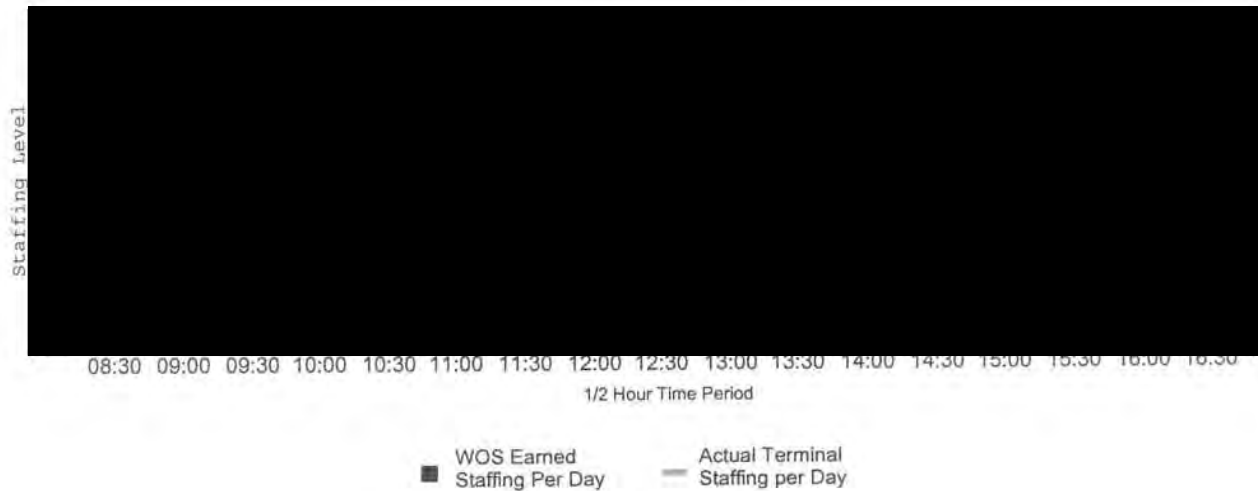 Staffing Level
08:30 09:00 09:30 10:00 10:30 11:00 11:30 12:00 12:30 13:00 13:30 14:00 14:30 15:00 15:30 16:00 16:30
1/2 Hour Time Period
WOS Earned
Staffing Per Day
Actual Terminal
Staffing per Day